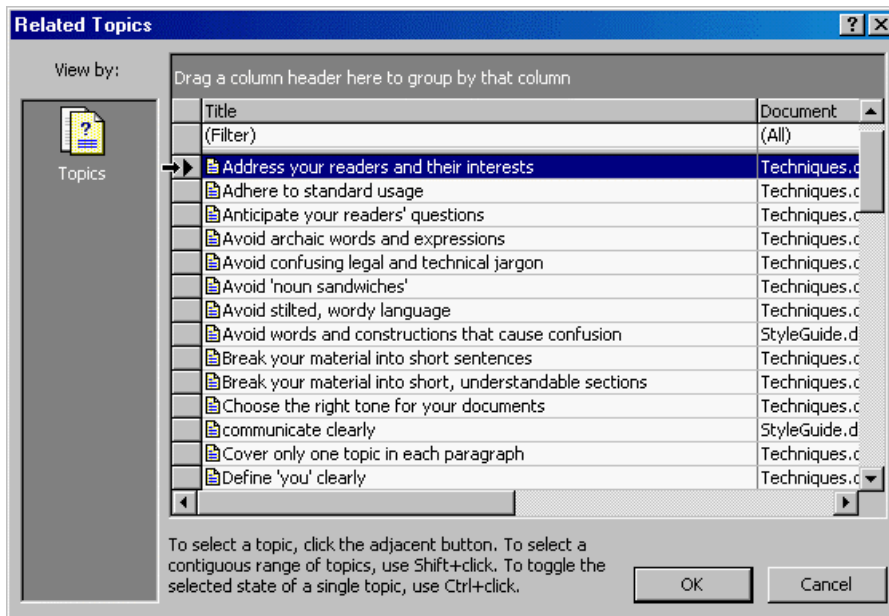 Related Topics
View by:
Topics
Drag a column header here to group by that column
Title Document
(Filter) (All)
Address your readers and their interests Techniques.d
Adhere to standard usage Techniques.d
Anticipate your readers' questions Techniques.d
Avoid archaic words and expressions Techniques.d
Avoid confusing legal and technical jargon Techniques.d
Avoid 'noun sandwiches' Techniques.d
Avoid stilted, wordy language Techniques.d
Avoid words and constructions that cause confusion StyleGuide.d
Break your material into short sentences Techniques.d
Break your material into short, understandable sections Techniques.d
Choose the right tone for your documents Techniques.d
communicate clearly StyleGuide.d
Cover only one topic in each paragraph Techniques.d
Define 'you' clearly Techniques.d
To select a topic, click the adjacent button. To select a
contiguous range of topics, use Shift+click. To toggle the
selected state of a single topic, use Ctrl+click.
OK Cancel